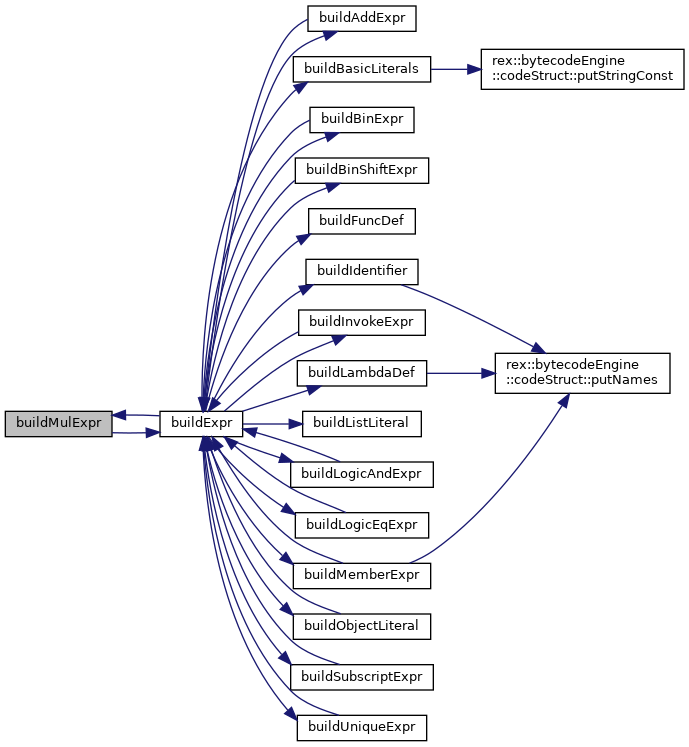 buildAddExpr
buildBasicLiterals
rex::bytecodeEngine
::codeStruct::putStringConst
buildBinExpr
buildBinShiftExpr
buildFuncDef
buildIdentifier
buildInvokeExpr
buildLambdaDef
rex::bytecodeEngine
::codeStruct::putNames
buildMulExpr
buildExpr
buildListLiteral
buildLogicAndExpr
buildLogicEqExpr
buildMemberExpr
buildObjectLiteral
buildSubscriptExpr
buildUniqueExpr